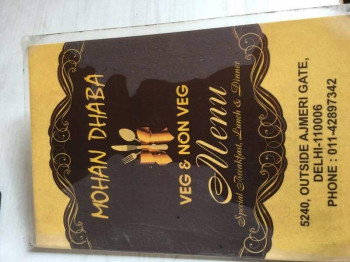 MOHAN DHABA
VEG & NON VEG
Menu
Special Breakfast, Lunch & Dinner
5240, OUTSIDE AJMERI GATE,
DELHI-110006
PHONE : 011-42897342